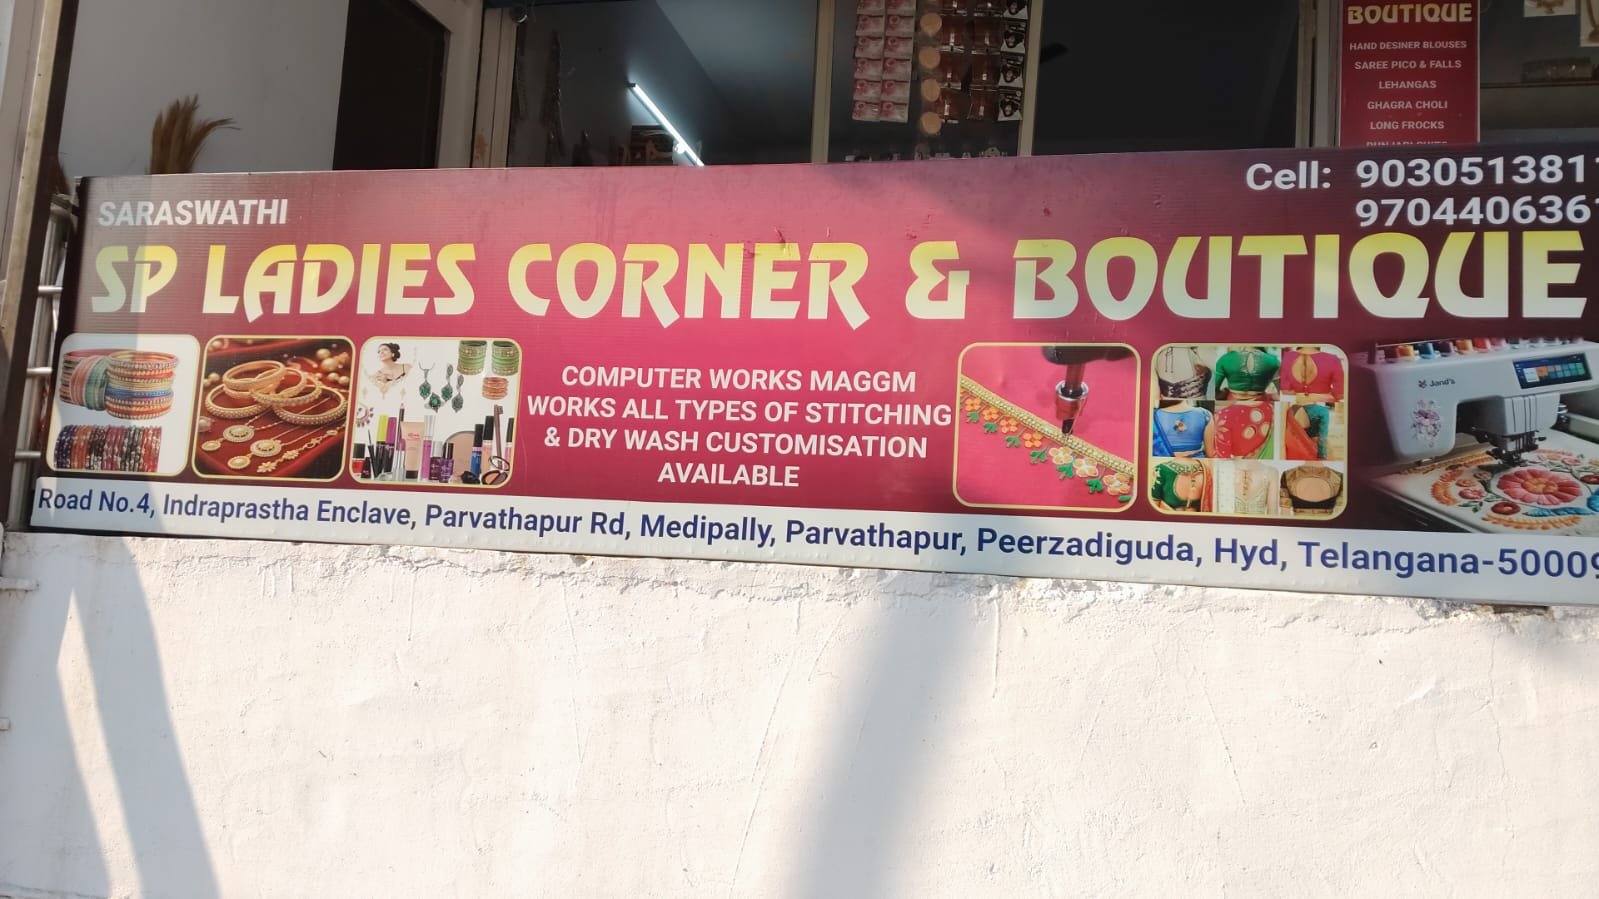 BOUTIQUE
HAND DESINER BLOUSES
SAREE PICO & FALLS
LEHANGAS
GHAGRA CHOLI
LONG FROCKS
Cell: 903051381
970440636
SARASWATHI
SP LADIES CORNER & BOUTIQUE
COMPUTER WORKS MAGGM
WORKS ALL TYPES OF STITCHING
& DRY WASH CUSTOMISATION
AVAILABLE
Jand's
Road No.4, Indraprastha Enclave, Parvathapur Rd, Medipally, Parvathapur, Peerzadiguda, Hyd, Telangana-50009